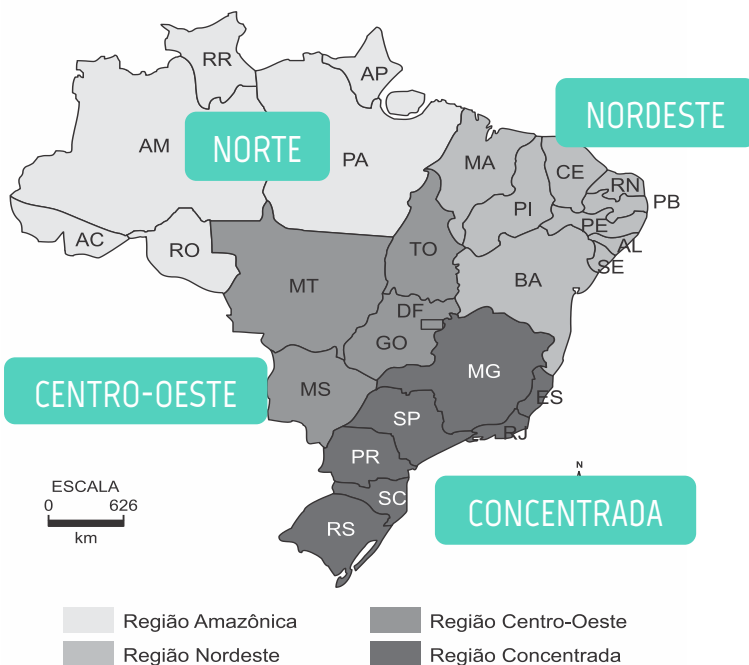 RR
AP
NORDESTE
AM
NORTE
PA
MA
CE
RN
PB
PI
PE
AL
SE
AC
RO
TO
BA
MT
DF
GO
MG
CENTRO-OESTE
MS
ES
SP
RJ
PR
N
ESCALA
0 626
km
SC
CONCENTRADA
RS
Região Amazônica
Região Centro-Oeste
Região Nordeste
Região Concentrada